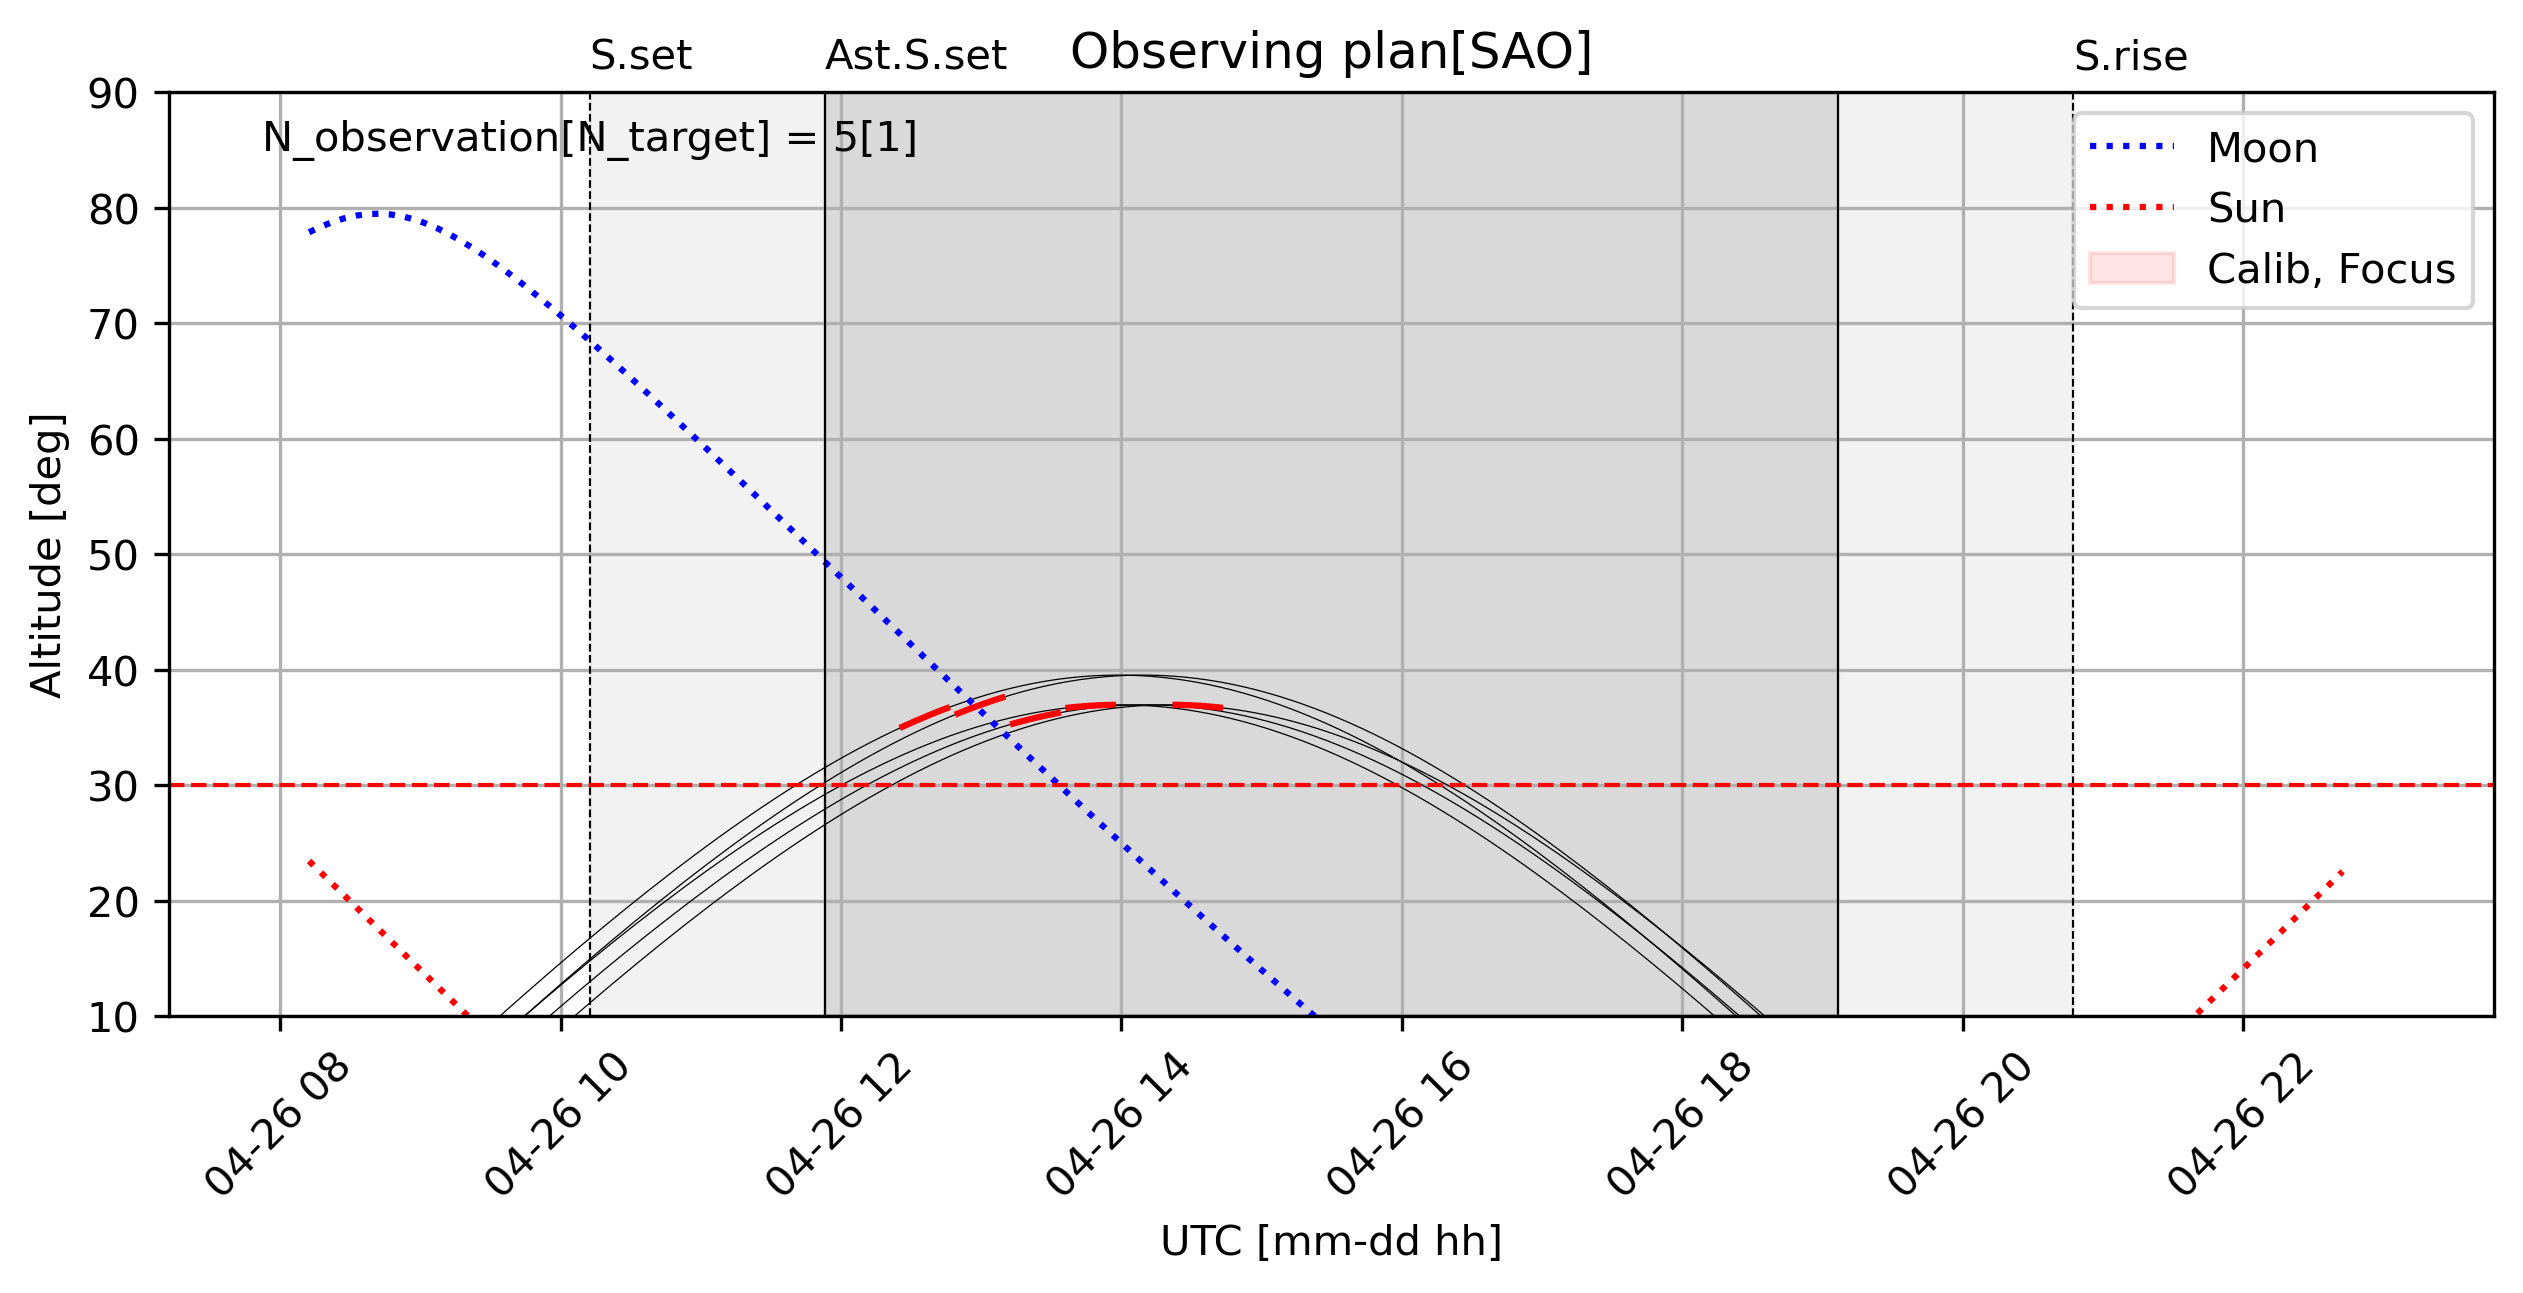 S.set
Ast.S.set
Observing plan[SAO]
S.rise
N_observation[N_target] = 5[1]
Moon
Sun
Calib, Focus
Altitude [deg]
90
80
70
60
50
40
30
20
10
04-26 08
04-26 10
04-26 12
04-26 14
04-26 16
04-26 18
04-26 20
04-26 22
UTC [mm-dd hh]